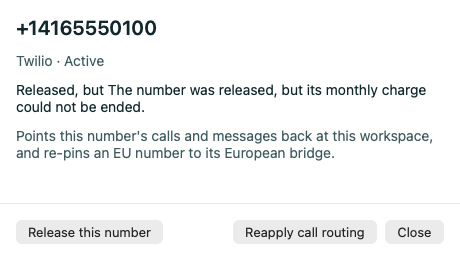 +14165550100
Twilio · Active
Released, but The number was released, but its monthly charge
could not be ended.
Points this number's calls and messages back at this workspace,
and re-pins an EU number to its European bridge.
Release this number
Reapply call routing
Close